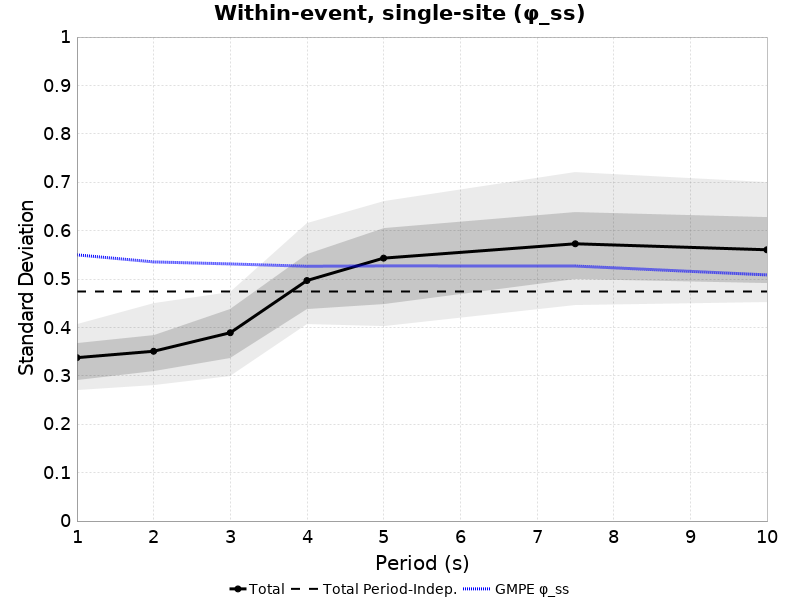 Within-event, single-site (φ_ss)
Standard Deviation
1
0.9
0.8
0.7
0.6
0.5
0.4
0.3
0.2
0.1
0
1 2 3 4 5 6 7 8 9 10
Period (s)
Total Total Period-Indep. GMPE φ_ss